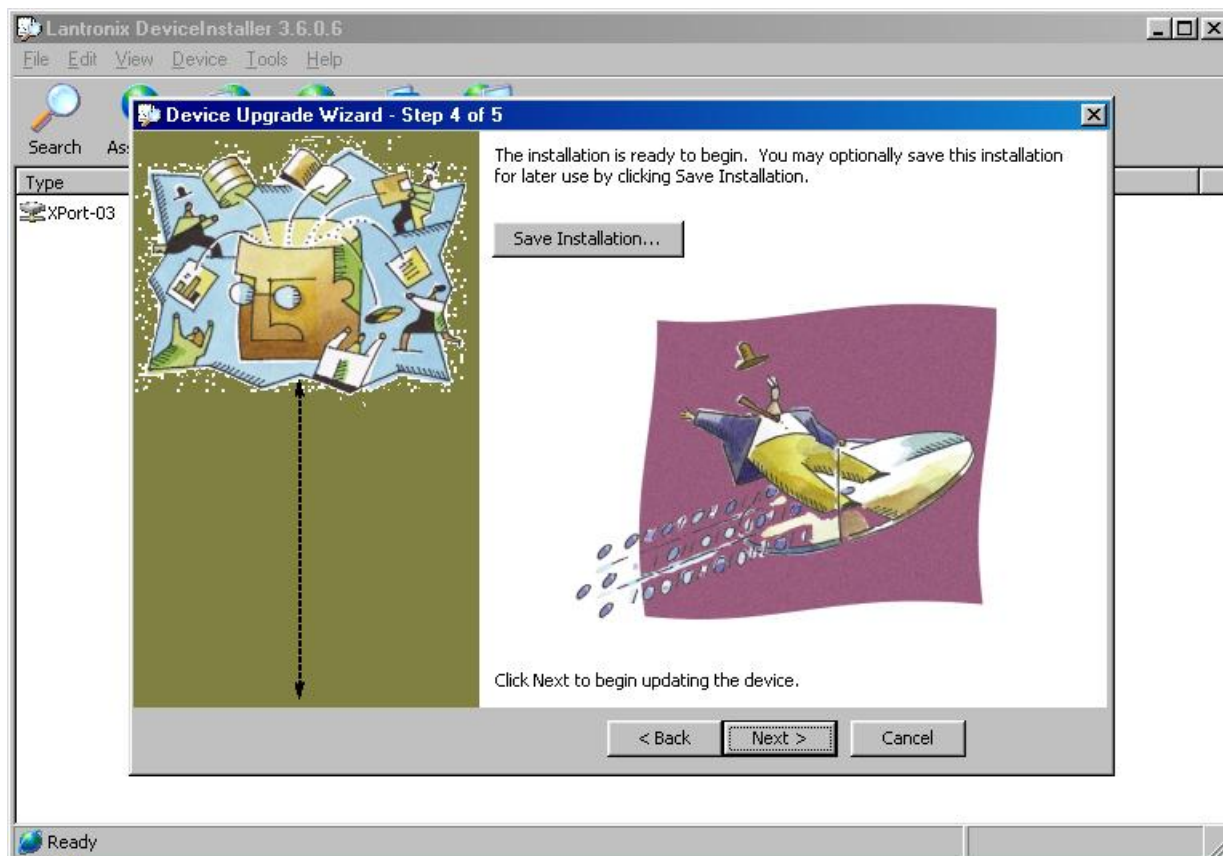 Lantronix DeviceInstaller 3.6.0.6
File Edit View Device Tools Help
Device Upgrade Wizard - Step 4 of 5
Search
Type
XPort-03
The installation is ready to begin. You may optionally save this installation
for later use by clicking Save Installation.
Save Installation...
Click Next to begin updating the device.
< Back Next > Cancel
Ready